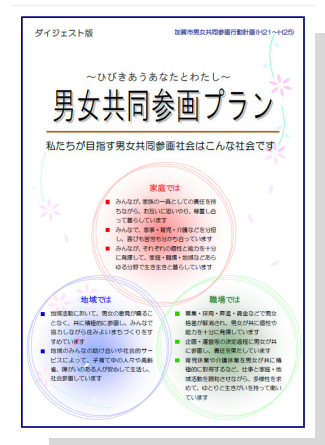 ダイジェスト版
加賀市男女共同参画行動計画(H21～H25)
～ひびきあうあなたとわたし～
男女共同参画プラン
私たちが目指す男女共同参画社会はこんな社会です
家庭では
■ みんなが、家族の一員としての責任を持
ちながら、お互いに思いやり、尊重し合
って暮らしています
■ みんなで、家事・育児・介護などを分担
し、喜びも苦労も分かち合っています
■ みんなが、それぞれの個性と能力を十分
に発揮して、家庭・職場・地域などあら
ゆる分野で生き生きと暮らしています
地域では
■ 地域活動において、男女の意見が偏るこ
となく、共に積極的に参画し、みんなで
協力しながら住みよいまちづくりをす
すめています
■ 地域のみんなの助け合いや社会的サー
ビスによって、子育て中の人々や高齢
者、障がいのある人が安心して生活し、
社会参画しています
職場では
■ 募集・採用・昇進・賃金などで男女
格差が解消され、男女が共に個性や
能力を十分に発揮しています
■ 企画・運営等の決定過程に男女が共
に参画し、責任を果たしています
■ 育児休業や介護休業を男女が共に積
極的に取得するなど、仕事と家庭・地
域活動を調和させながら、多様性を求
めて、ゆとりと生きがいを持って働い
ています